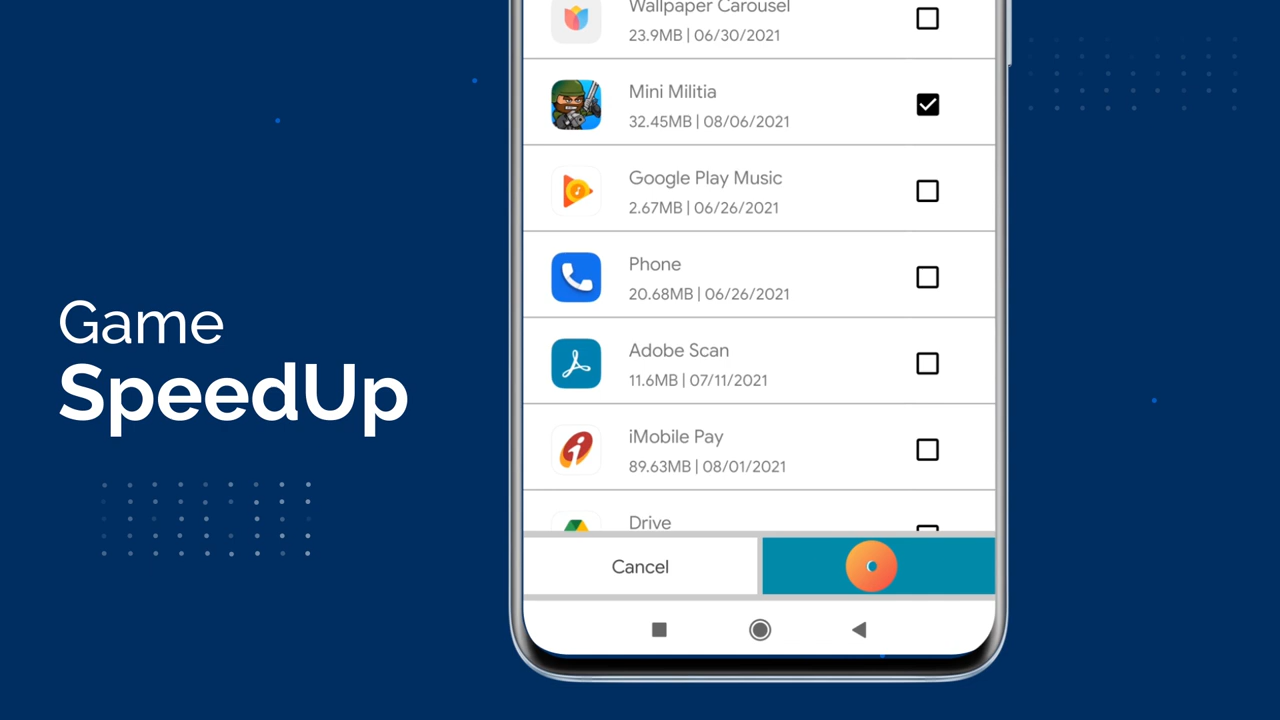 Game
SpeedUp
Wallpaper Carousel
23.9MB | 06/30/2021
Mini Militia
32.45MB | 08/06/2021
Google Play Music
2.67MB | 06/26/2021
Phone
20.68MB | 06/26/2021
Adobe Scan
11.6MB | 07/11/2021
iMobile Pay
89.63MB | 08/01/2021
Drive
Cancel